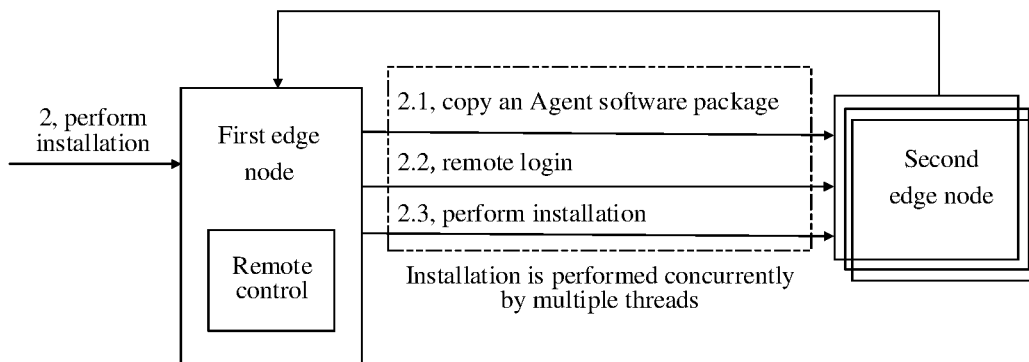 2, perform
installation
First edge
node
Remote
control
2.1, copy an Agent software package
2.2, remote login
2.3, perform installation
Installation is performed concurrently
by multiple threads
Second
edge node